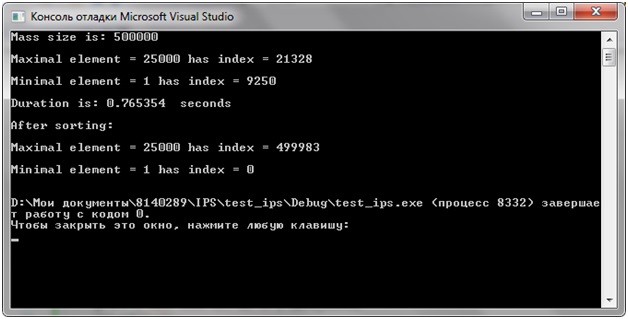 Консоль отладки Microsoft Visual Studio
Mass size is: 500000
Maximal element = 25000 has index = 21328
Minimal element = 1 has index = 9250
Duration is: 0.765354  seconds
After sorting:
Maximal element = 25000 has index = 499983
Minimal element = 1 has index = 0
D:\Мои документы\8140289\IPS\test_ips\Debug\test_ips.exe (процесс 8332) завершае
т работу с кодом 0.
Чтобы закрыть это окно, нажмите любую клавишу: